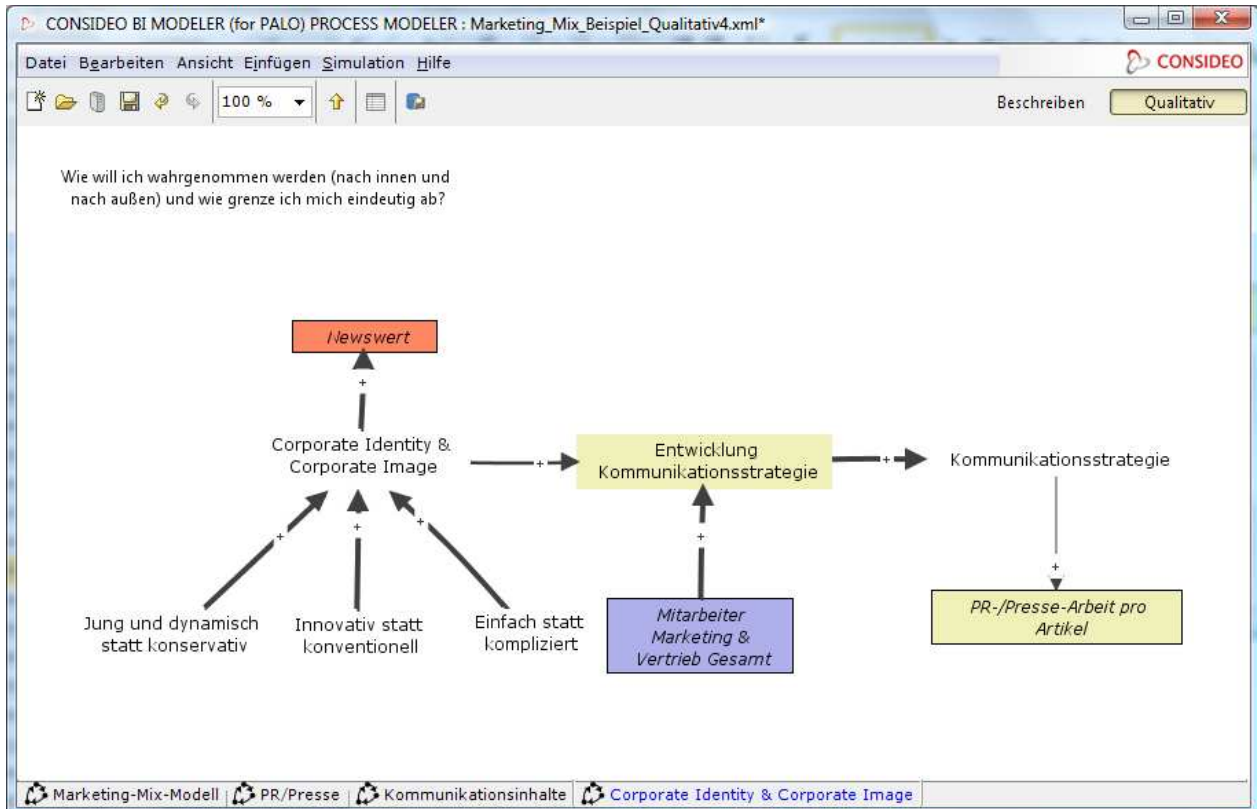 CONSIDEO BI MODELER (for PALO) PROCESS MODELER : Marketing_Mix_Beispiel_Qualitativ4.xml*
Datei Bearbeiten Ansicht Einfügen Simulation Hilfe
CONSIDEO
100 %
Beschreiben
Qualitativ
Wie will ich wahrgenommen werden (nach innen und
nach außen) und wie grenze ich mich eindeutig ab?
Newswert
+
Corporate Identity &
Corporate Image
+
Entwicklung
Kommunikationsstrategie
+
Kommunikationsstrategie
+
+
+
+
+
Jung und dynamisch
statt konservativ
Innovativ statt
konventionell
Einfach statt
kompliziert
Mitarbeiter
Marketing &
Vertrieb Gesamt
PR-/Presse-Arbeit pro
Artikel
Marketing-Mix-Modell
PR/Presse
Kommunikationsinhalte
Corporate Identity & Corporate Image